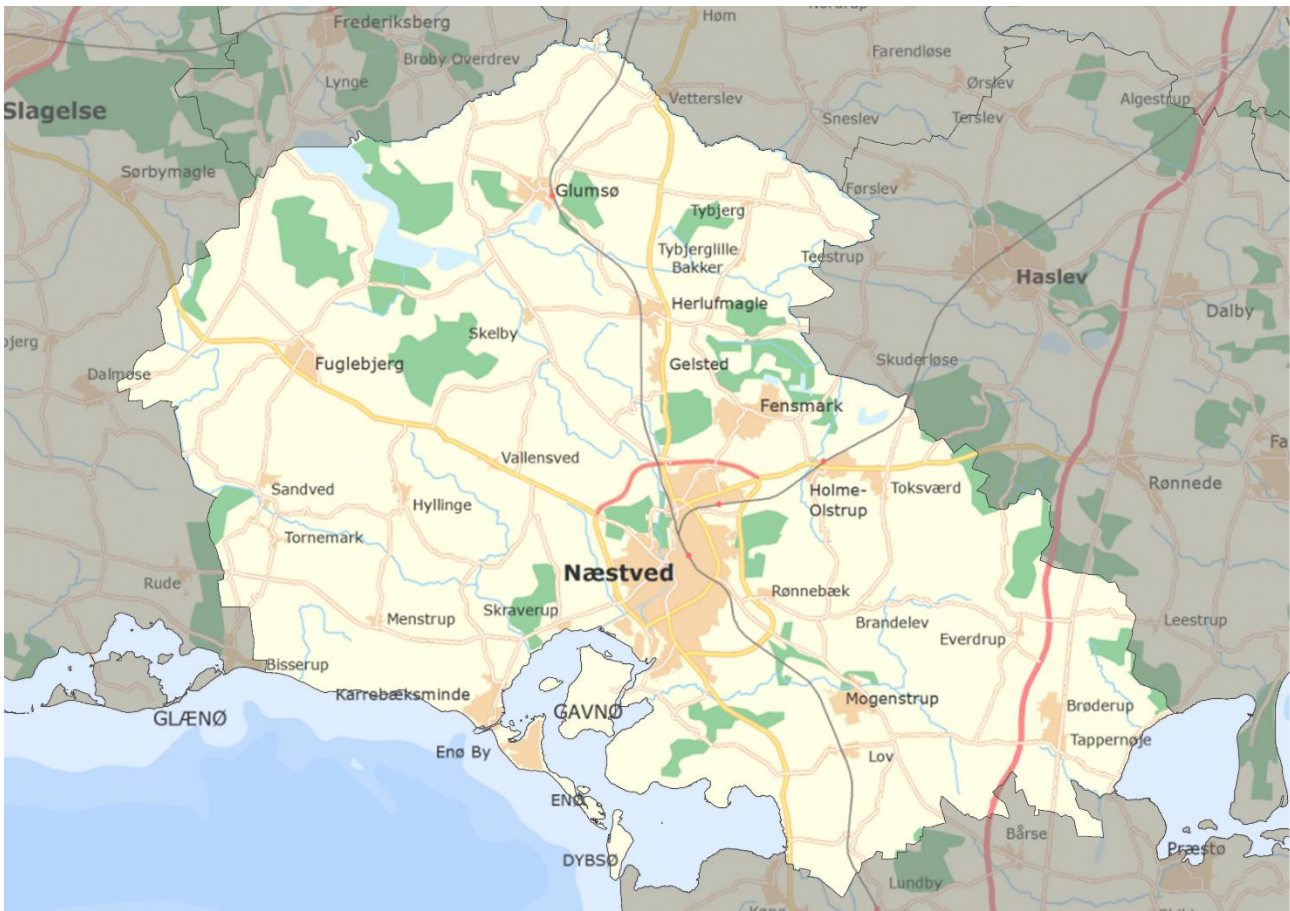 Høm
Frederiksberg
Broby Overdrev
Farendløse
Lynge
Ørslev
Vetterslev
Algestrup
Slagelse
Sneslev
Terslev
Sørbymagle
Førslev
Glumsø
Tybjerg
Tybjerglille
Bakker
Teestrup
Haslev
Herlufmagle
Dalby
Skelby
Skuderløse
Fuglebjerg
Gelsted
Dalmose
Fensmark
Vallensved
Sandved
Holme-
Olstrup
Toksværd
Rønnede
Hyllinge
Tornemark
Næstved
Rude
Rønnebæk
Skraverup
Menstrup
Brandelev
Leestrup
Everdrup
Bisserup
Karrebæksminde
Mogenstrup
Brøderup
GLÆNØ
GAVNØ
Tappernøje
Enø By
Lov
ENØ
Bårse
Præstø
DYBSØ
Lundby